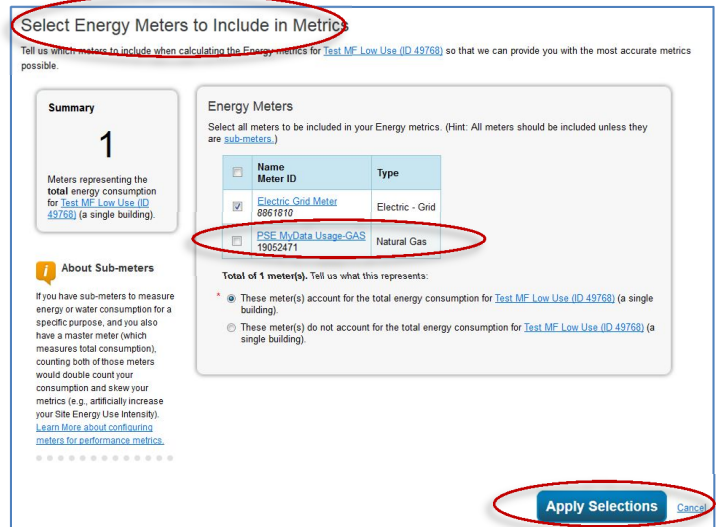 Select Energy Meters to Include in Metrics
Tell us which meters to include when calculating the Energy metrics for Test MF Low Use (ID 49768) so that we can provide you with the most accurate metrics
possible.
Summary
1
Meters representing the
total energy consumption
for Test MF Low Use (ID
49768) (a single building).
About Sub-meters
If you have sub-meters to measure
energy or water consumption for a
specific purpose, and you also
have a master meter (which
measures total consumption),
counting both of those meters
would double count your
consumption and skew your
metrics (e.g., artificially increase
your Site Energy Use Intensity).
Learn More about configuring
meters for performance metrics.
Energy Meters
Select all meters to be included in your Energy metrics. (Hint: All meters should be included unless they
are sub-meters.)
Name
Meter ID
Type
Electric Grid Meter
8861810
Electric - Grid
PSE MyData Usage-GAS
19052471
Natural Gas
Total of 1 meter(s). Tell us what this represents:
* These meter(s) account for the total energy consumption for Test MF Low Use (ID 49768) (a single
building).
These meter(s) do not account for the total energy consumption for Test MF Low Use (ID 49768) (a
single building).
Apply Selections
Cancel